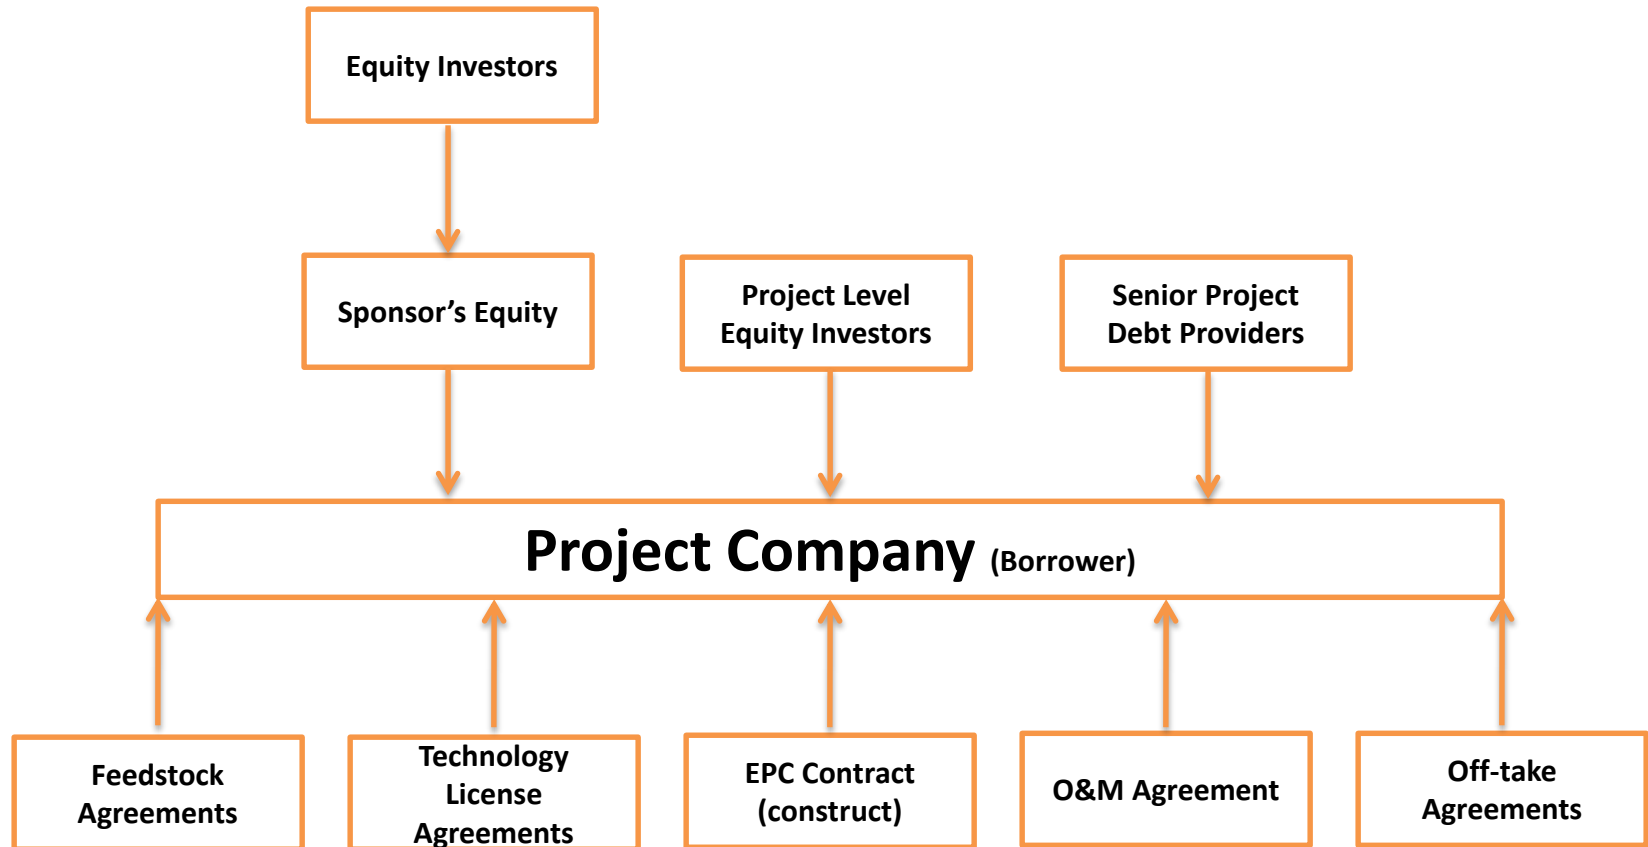 Equity Investors
Sponsor’s Equity
Project Level
Equity Investors
Senior Project
Debt Providers
Project Company (Borrower)
Feedstock
Agreements
Technology
License
Agreements
EPC Contract
(construct)
O&M Agreement
Off-take
Agreements